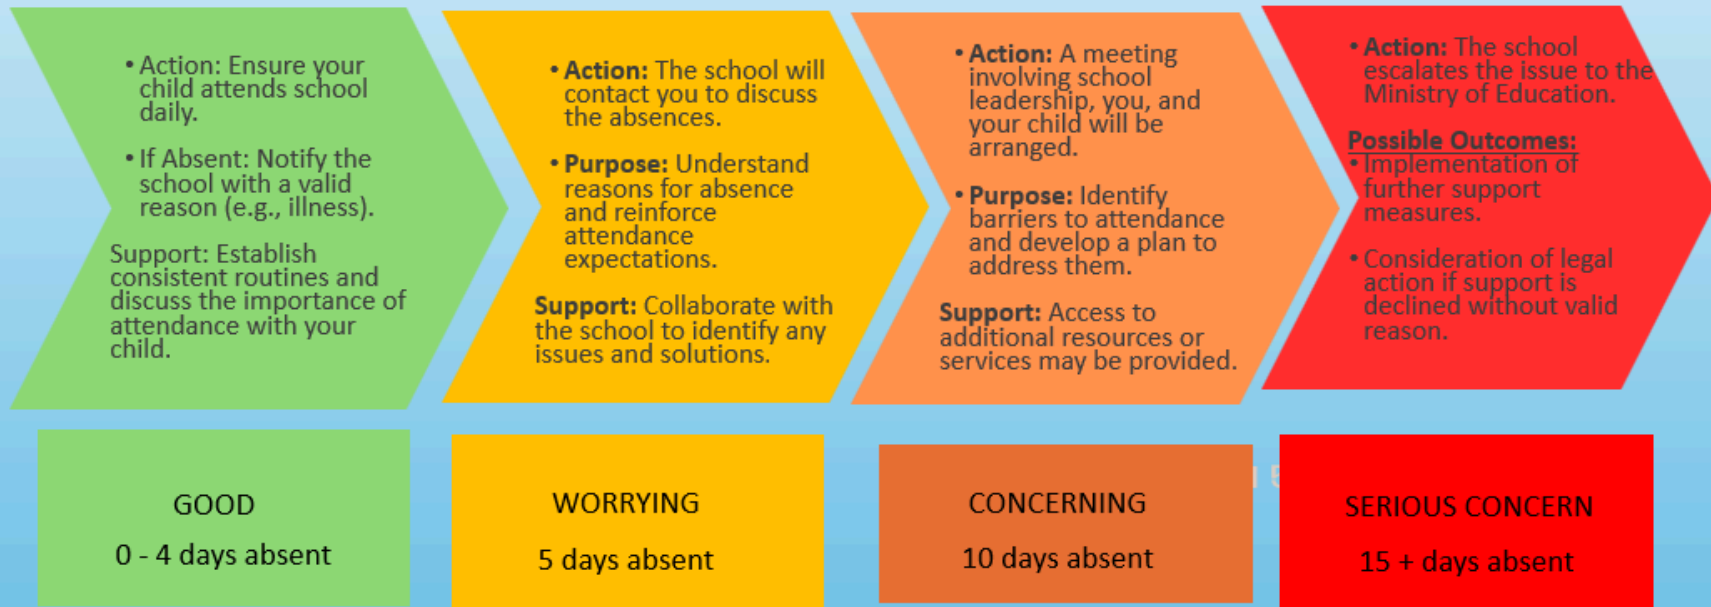 • Action: Ensure your
child attends school
daily.
• If Absent: Notify the
school with a valid
reason (e.g., illness).
Support: Establish
consistent routines and
discuss the importance of
attendance with your
child.
• Action: The school will
contact you to discuss
the absences.
• Purpose: Understand
reasons for absence
and reinforce
attendance
expectations.
Support: Collaborate with
the school to identify any
issues and solutions.
• Action: A meeting
involving school
leadership, you, and
your child will be
arranged.
• Purpose: Identify
barriers to attendance
and develop a plan to
address them.
Support: Access to
additional resources or
services may be provided.
• Action: The school
escalates the issue to the
Ministry of Education.
Possible Outcomes:
• Implementation of
further support
measures.
• Consideration of legal
action if support is
declined without valid
reason.
GOOD
0 - 4 days absent
WORRYING
5 days absent
CONCERNING
10 days absent
SERIOUS CONCERN
15 + days absent